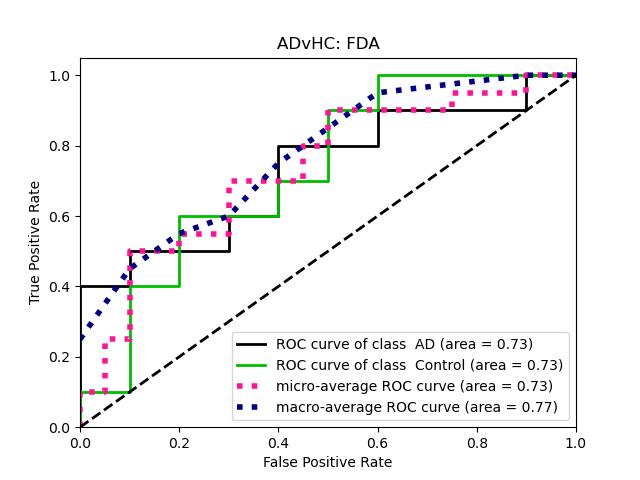 ADvHC: FDA
1.0
0.8
0.6
0.4
0.2
0.0
True Positive Rate
ROC curve of class  AD (area = 0.73)
ROC curve of class  Control (area = 0.73)
micro-average ROC curve (area = 0.73)
macro-average ROC curve (area = 0.77)
0.0 0.2 0.4 0.6 0.8 1.0
False Positive Rate